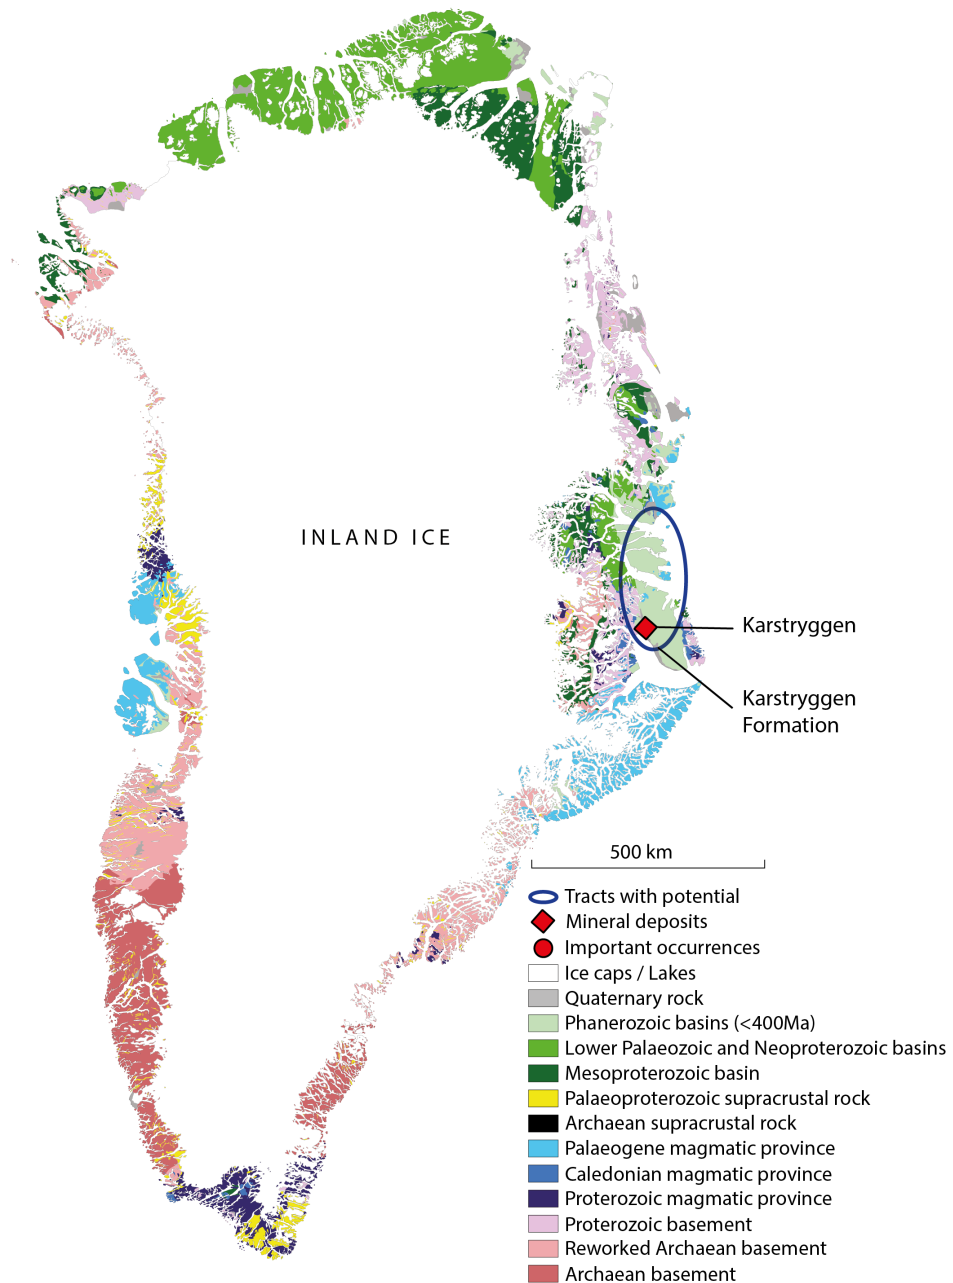 INLAND ICE
Karstryggen
Karstryggen
Formation
500 km
Tracts with potential
Mineral deposits
Important occurrences
Ice caps / Lakes
Quaternary rock
Phanerozoic basins (<400Ma)
Lower Palaeozoic and Neoproterozoic basins
Mesoproterozoic basin
Palaeoproterozoic supracrustal rock
Archaean supracrustal rock
Palaeogene magmatic province
Caledonian magmatic province
Proterozoic magmatic province
Proterozoic basement
Reworked Archaean basement
Archaean basement